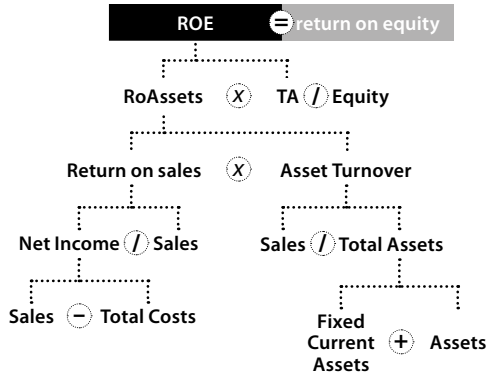 ROE = return on equity
RoAssets x TA / Equity
Return on sales x Asset Turnover
Net Income / Sales Sales / Total Assets
Sales − Total Costs Fixed Current Assets + Assets